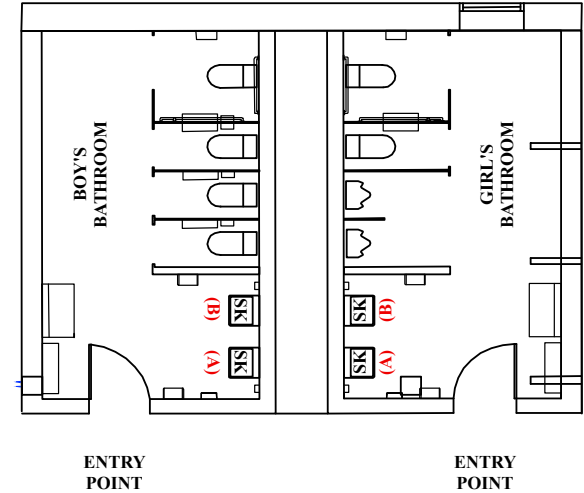 BOY'S
BATHROOM
GIRL'S
BATHROOM
SK
(B)
SK
(B)
SK
(A)
SK
(A)
ENTRY
POINT
ENTRY
POINT